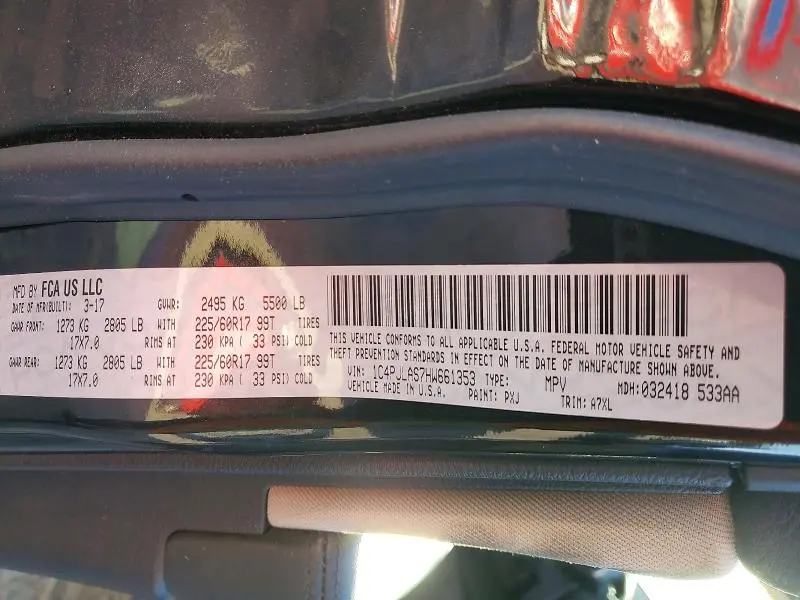 MFD BY FCA US LLC
DATE OF MFR(BUILT): 3-17 GVWR: 2495 KG 5500 LB
GAWR FRONT: 1273 KG 2805 LB WITH 225/60R17 99T TIRES
17X7.0 RIMS AT 230 KPA ( 33 PSI) COLD
GAWR REAR: 1273 KG 2805 LB WITH 225/60R17 99T TIRES
17X7.0 RIMS AT 230 KPA ( 33 PSI) COLD
THIS VEHICLE CONFORMS TO ALL APPLICABLE U.S.A. FEDERAL MOTOR VEHICLE SAFETY AND
THEFT PREVENTION STANDARDS IN EFFECT ON THE DATE OF MANUFACTURE SHOWN ABOVE.
VIN: 1C4PJLAS7HW661353 TYPE: MPV MDH:032418 533AA
VEHICLE MADE IN U.S.A. PAINT: PXJ TRIM: A7XL